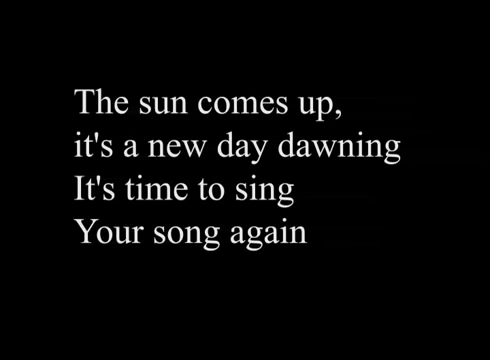 The sun comes up,
it's a new day dawning
It's time to sing
Your song again